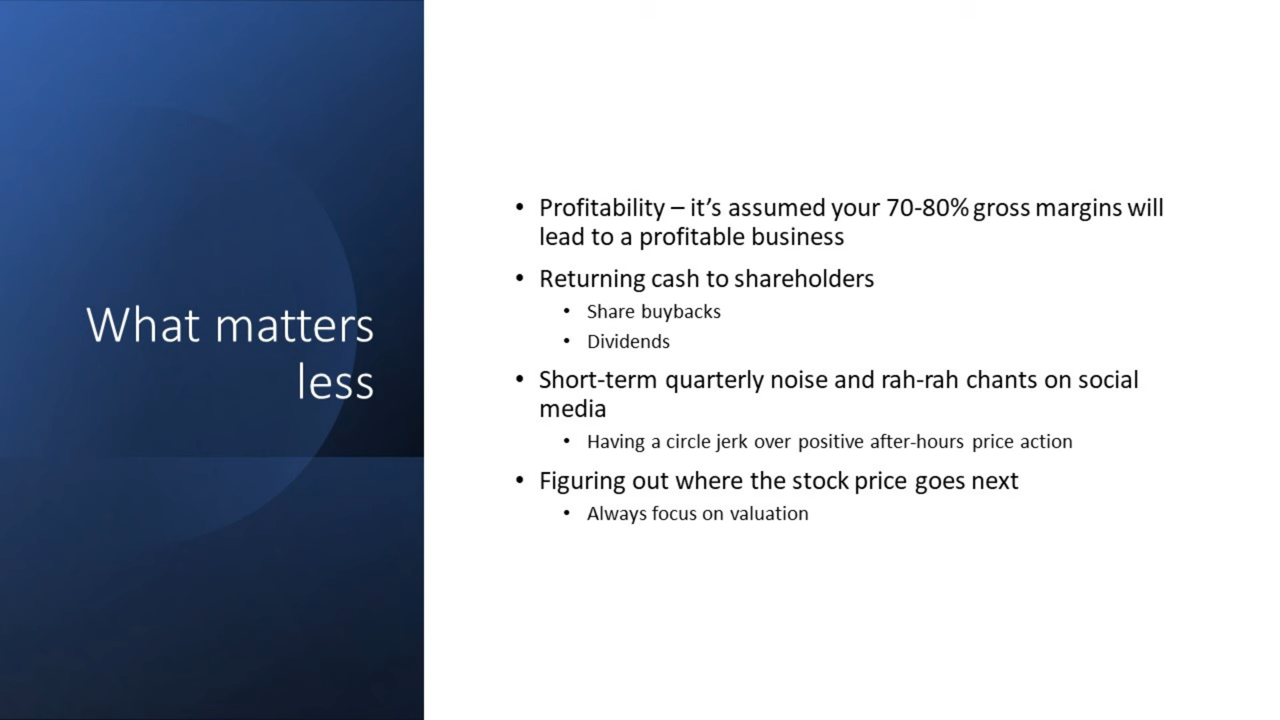 What matters
less
• Profitability – it’s assumed your 70-80% gross margins will
lead to a profitable business
• Returning cash to shareholders
• Share buybacks
• Dividends
• Short-term quarterly noise and rah-rah chants on social
media
• Having a circle jerk over positive after-hours price action
• Figuring out where the stock price goes next
• Always focus on valuation